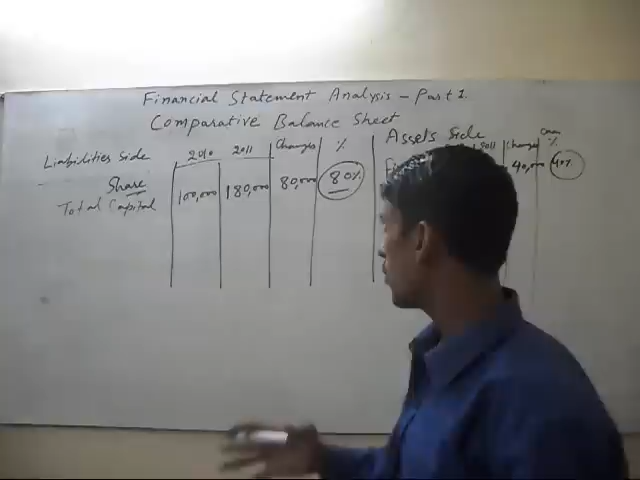 Financial Statement Analysis - Part 1
Comparative Balance Sheet
Liabilities Side 2010 2011 Changes %
Share
Total Capital 100,000 180,000 80,000 80%
Assets Side
2011 Changes %
40,000 40%